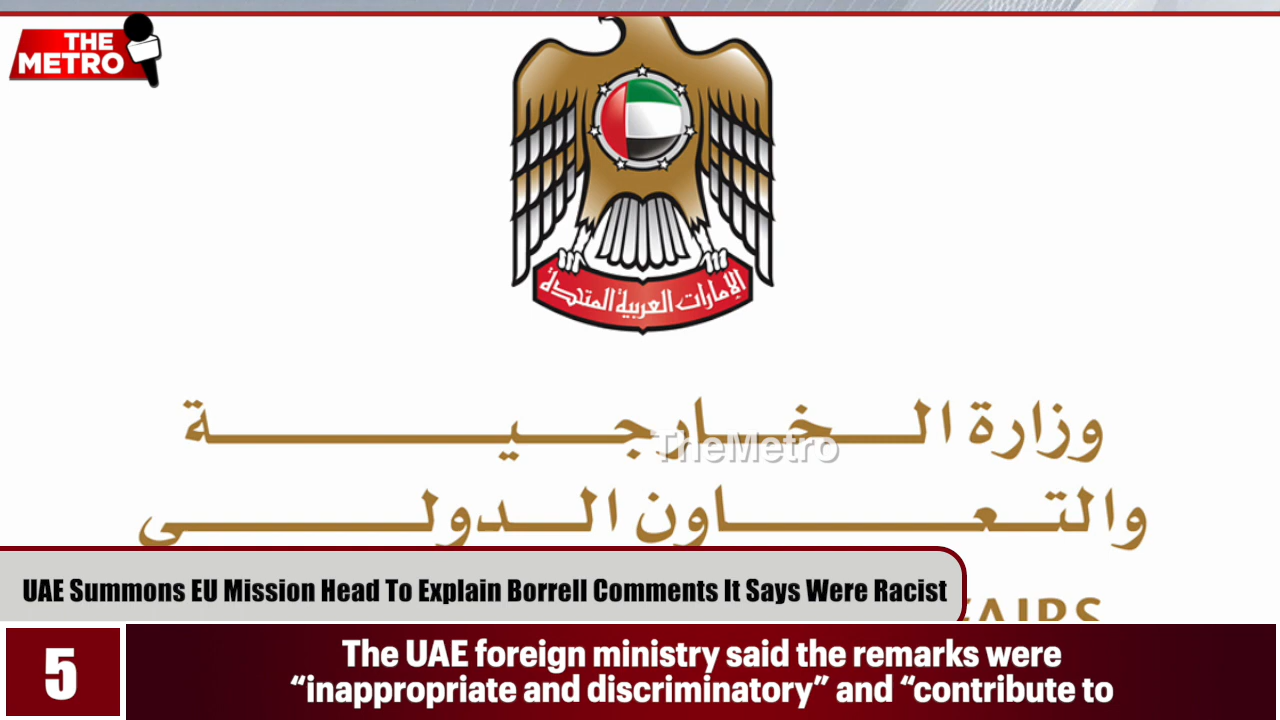 THE
METRO
الإمارات العربية المتحدة
وزارة الخارجية
TheMetro
والتعاون الدولي
UAE Summons EU Mission Head To Explain Borrell Comments It Says Were Racist
5
The UAE foreign ministry said the remarks were
“inappropriate and discriminatory” and “contribute to